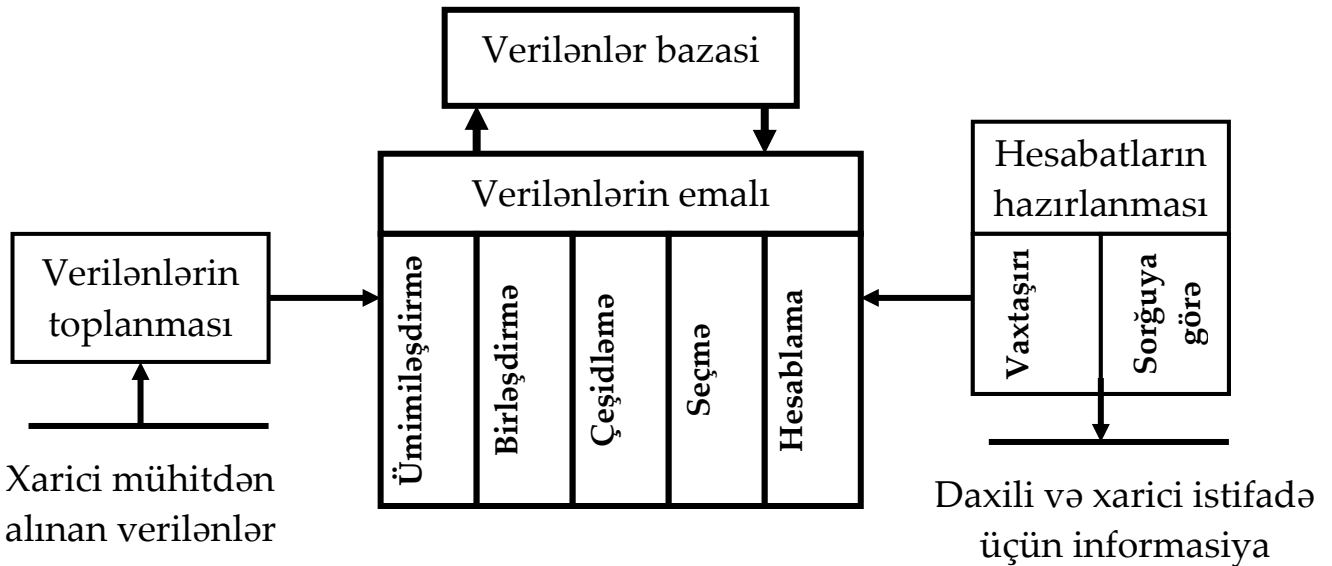 Verilənlər bazasi
Verilənlərin emalı
Hesabatların
hazırlanması
Verilənlərin
toplanması
Ümimiləşdirmə
Birləşdirmə
Çeşidləmə
Seçmə
Hesablama
Vaxtaşırı
Sorğuya
görə
Xarici mühitdən
alınan verilənlər
Daxili və xarici istifadə
üçün informasiya